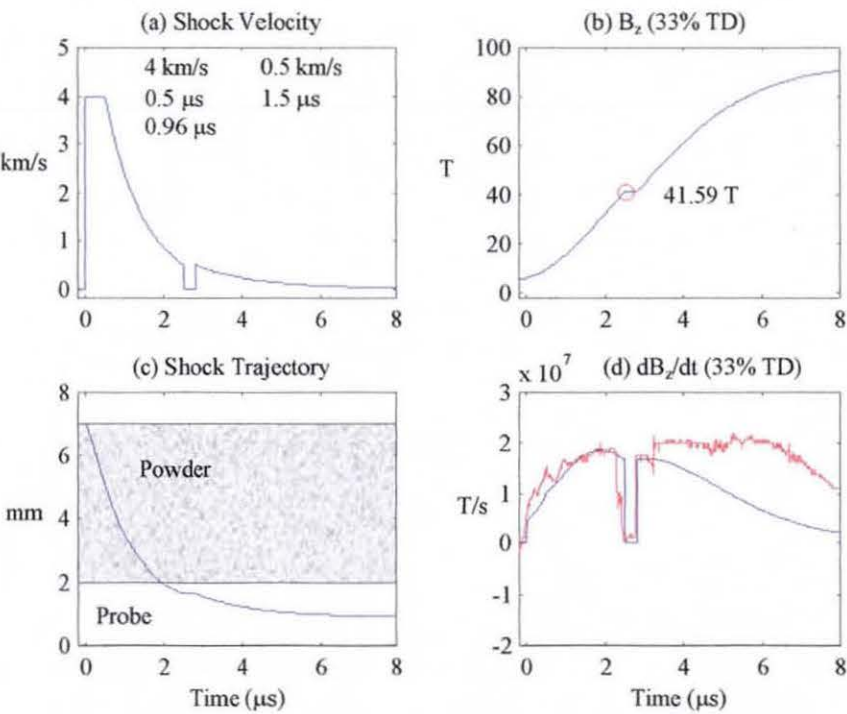 (a) Shock Velocity
5
4
3
2
1
0
km/s
4 km/s 0.5 km/s
0.5 μs 1.5 μs
0.96 μs
0 2 4 6 8
(b) Bz (33% TD)
100
80
60
40
20
0
T
41.59 T
0 2 4 6 8
(c) Shock Trajectory
8
6
4
2
0
mm
Powder
Probe
0 2 4 6 8
Time (μs)
x 10⁷ (d) dBz/dt (33% TD)
3
2
1
0
-1
-2
T/s
0 2 4 6 8
Time (μs)